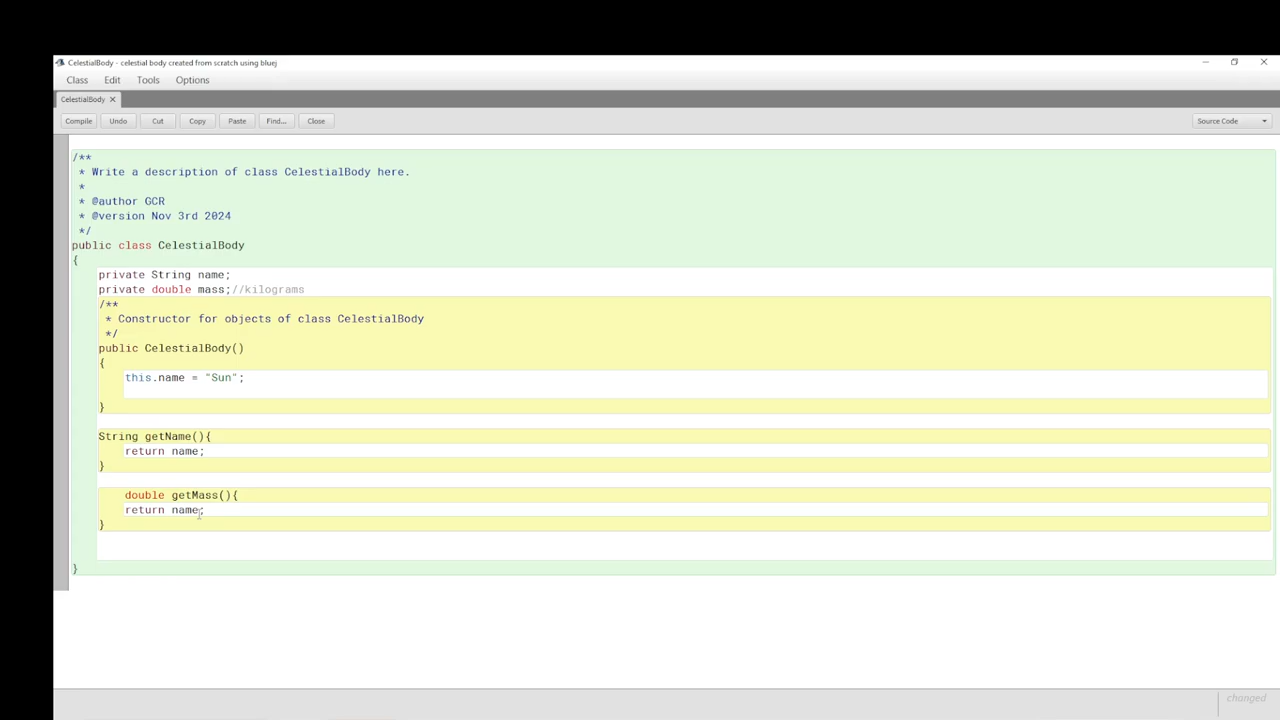 CelestialBody - celestial body created from scratch using bluej
Class Edit Tools Options
CelestialBody
Compile Undo Cut Copy Paste Find... Close Source Code
/**
* Write a description of class CelestialBody here.
*
* @author GCR
* @version Nov 3rd 2024
*/
public class CelestialBody
{
private String name;
private double mass;//kilograms
/**
* Constructor for objects of class CelestialBody
*/
public CelestialBody()
{
this.name = "Sun";
}
String getName(){
return name;
}
double getMass(){
return name;
}
}
changed